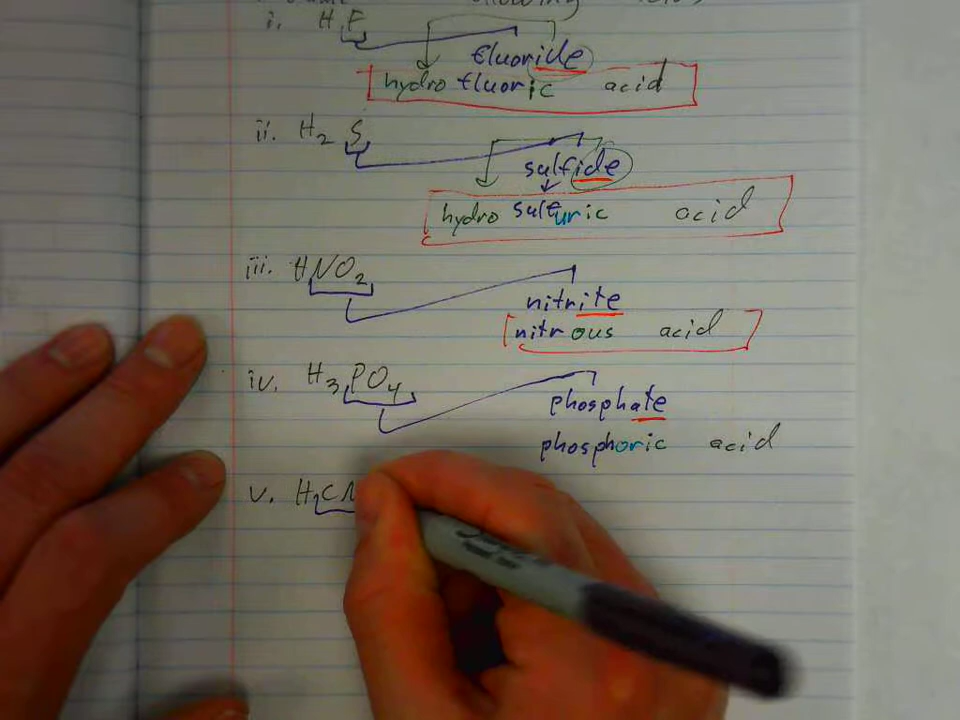 i. HF
fluoride
hydro fluoric acid
ii. H₂ S
sulfide
hydro sulfuric acid
iii. HNO₂
nitrite
nitrous acid
iv. H₃PO₄
phosphate
phosphoric acid
v.